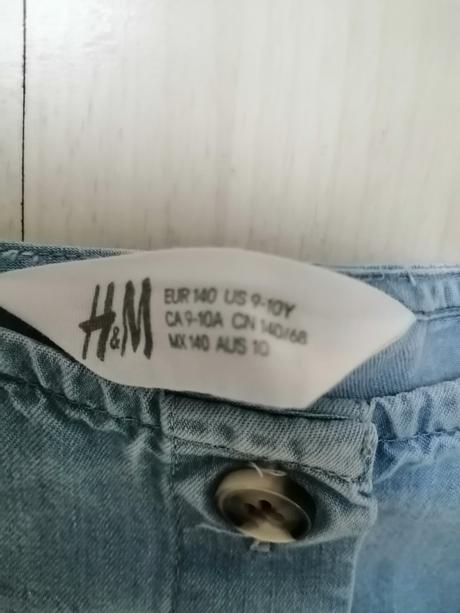 H&M
EUR 140 US 9-10Y
CA 9-10A CN 140/68
MX 140 AUS 10